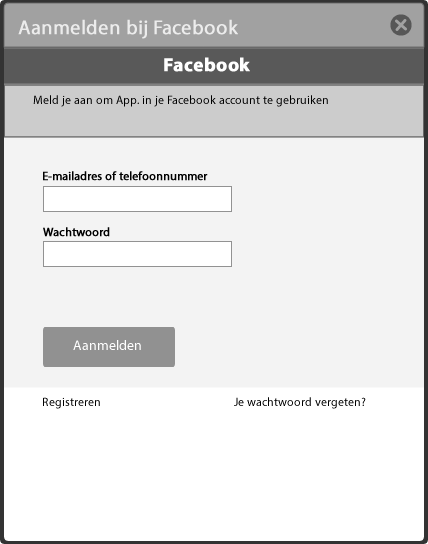 Aanmelden bij Facebook
Facebook
Meld je aan om App. in je Facebook account te gebruiken
E-mailadres of telefoonnummer
Wachtwoord
Aanmelden
Registreren Je wachtwoord vergeten?